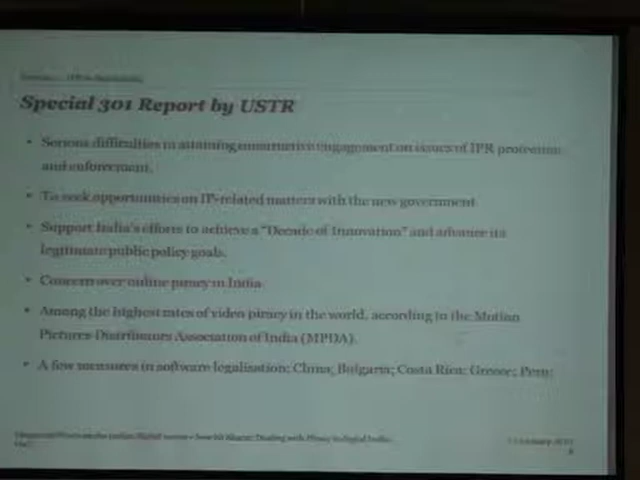 Special 301 Report by USTR
• Serious difficulties in attaining constructive engagement on issues of IPR protection
and enforcement.
• To seek opportunities on IP-related matters with the new government
• Support India's efforts to achieve a "Decade of Innovation" and advance its
legitimate public policy goals.
• Concern over online piracy in India
• Among the highest rates of video piracy in the world, according to the Motion
Pictures Distributors Association of India (MPDA).
• A few measures in software legalisation: China; Bulgaria; Costa Rica; Greece; Peru;